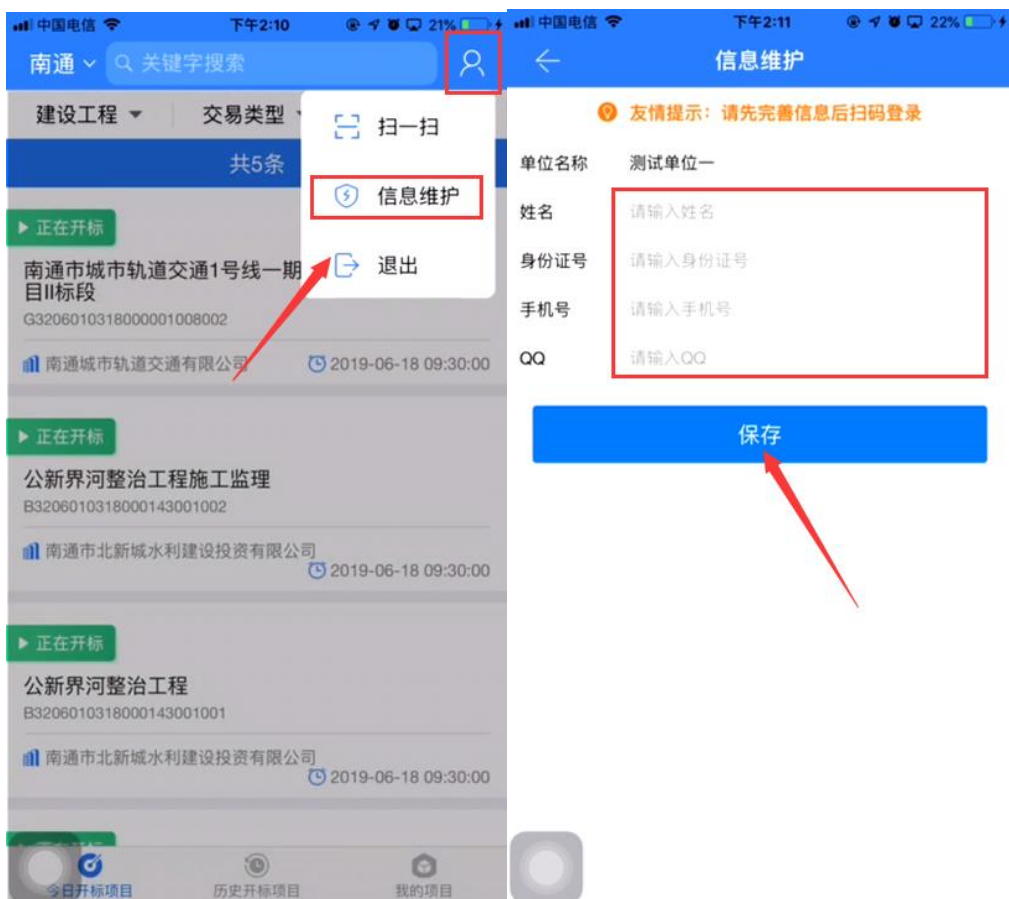 中国电信 下午2:10 21%
南通 关键字搜索
建设工程 交易类型
共5条
扫一扫
信息维护
退出
正在开标
南通市城市轨道交通1号线一期
目II标段
G3206010318000001008002
南通城市轨道交通有限公司 2019-06-18 09:30:00
正在开标
公新界河整治工程施工监理
B3206010318000143001002
南通市北新城水利建设投资有限公司
2019-06-18 09:30:00
正在开标
公新界河整治工程
B3206010318000143001001
南通市北新城水利建设投资有限公司
2019-06-18 09:30:00
今日开标项目 历史开标项目 我的项目
中国电信 下午2:11 22%
信息维护
友情提示：请先完善信息后扫码登录
单位名称 测试单位一
姓名 请输入姓名
身份证号 请输入身份证号
手机号 请输入手机号
QQ 请输入QQ
保存